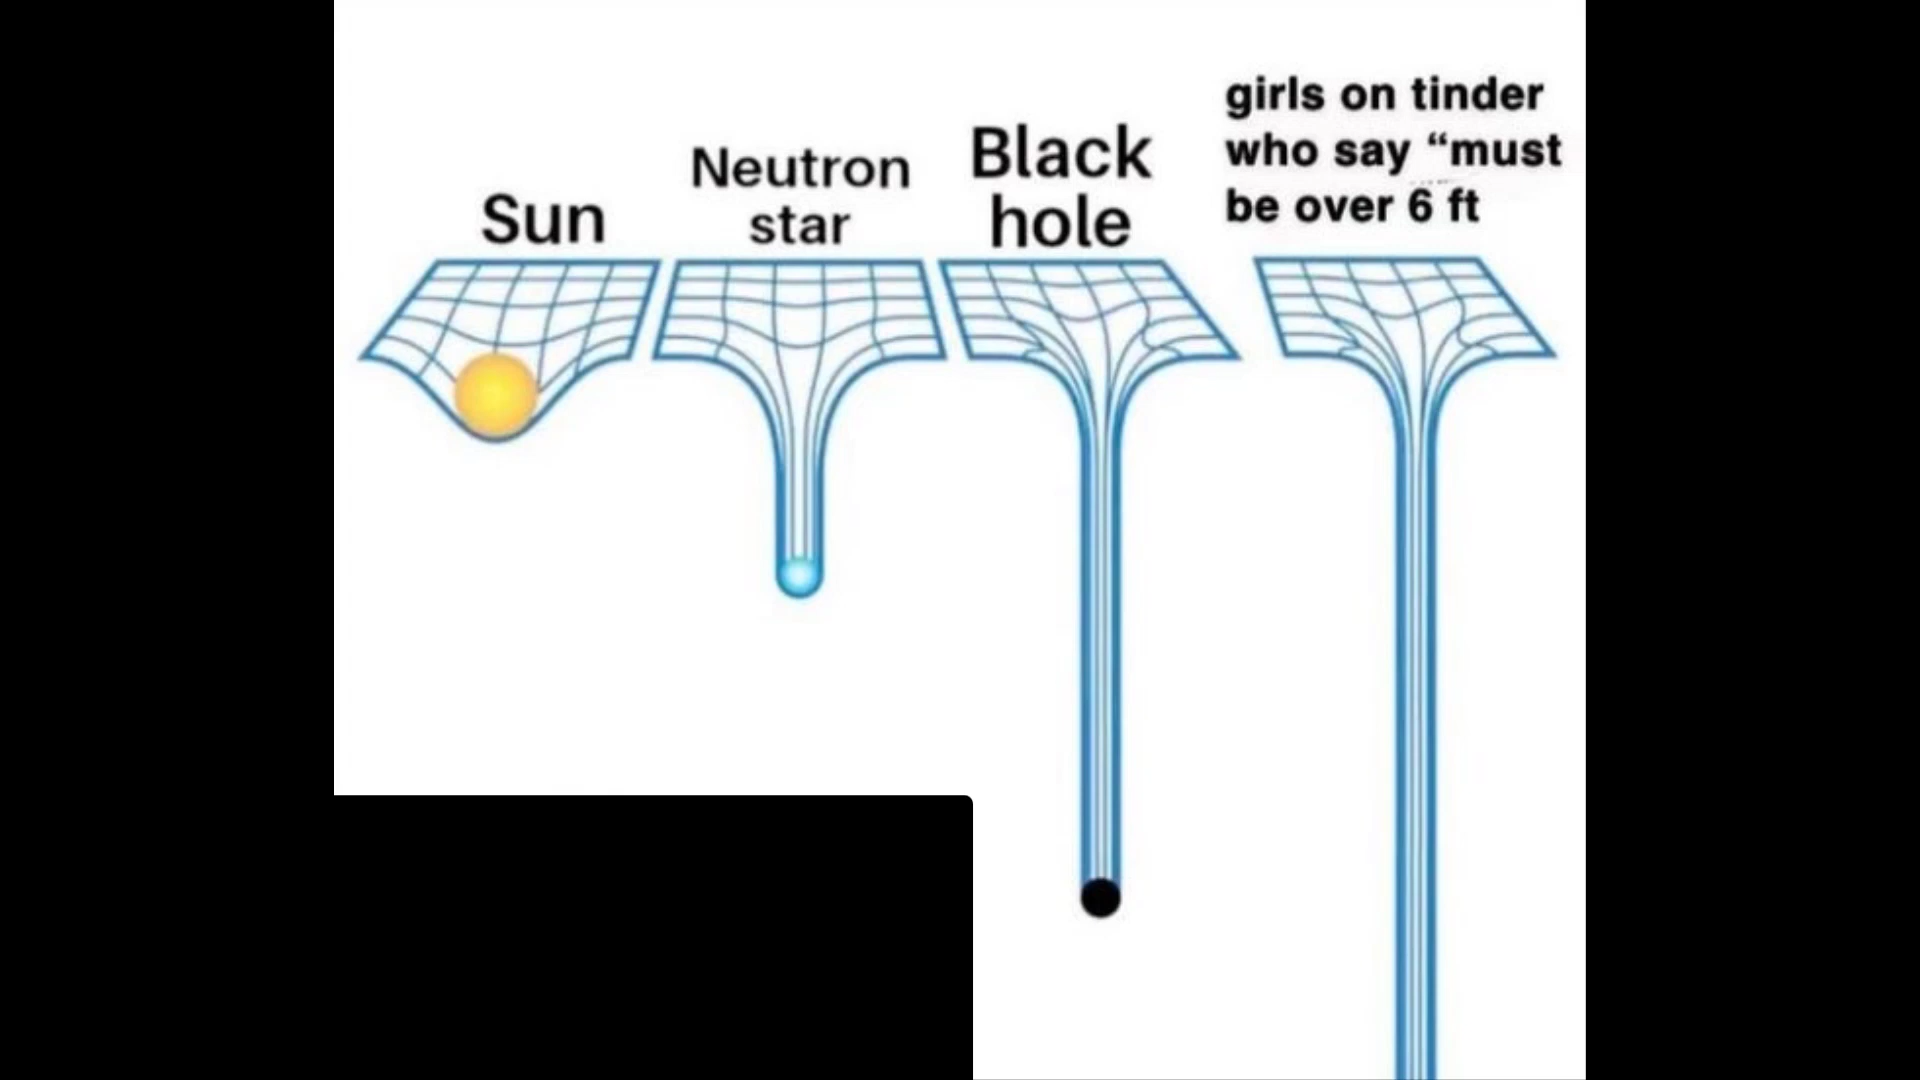 Sun
Neutron
star
Black
hole
girls on tinder
who say “must
be over 6 ft